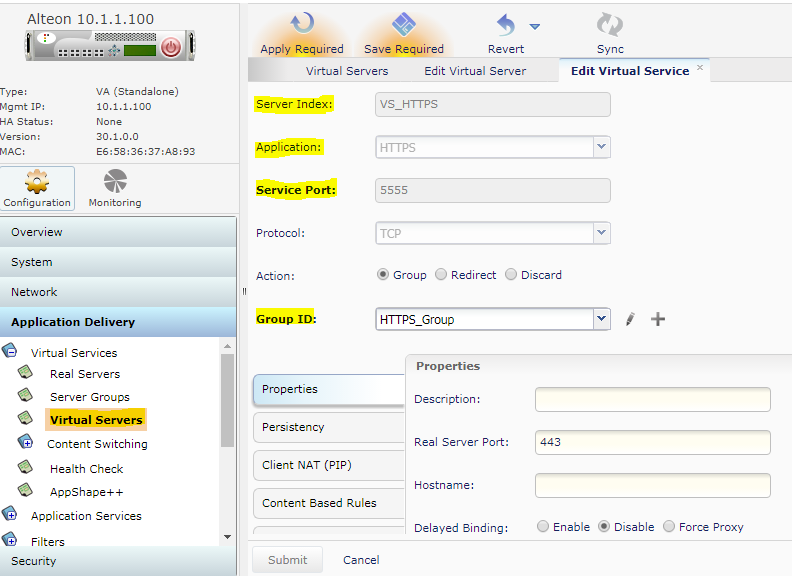 Alteon 10.1.1.100
Type: VA (Standalone)
Mgmt IP: 10.1.1.100
HA Status: None
Version: 30.1.0.0
MAC: E6:58:36:37:A8:93
Configuration Monitoring
Overview
System
Network
Application Delivery
Virtual Services
Real Servers
Server Groups
Virtual Servers
Content Switching
Health Check
AppShape++
Application Services
Filters
Security
Apply Required Save Required Revert Sync
Virtual Servers Edit Virtual Server Edit Virtual Service ×
Server Index: VS_HTTPS
Application: HTTPS
Service Port: 5555
Protocol: TCP
Action: Group Redirect Discard
Group ID: HTTPS_Group
Properties
Persistency
Client NAT (PIP)
Content Based Rules
Properties
Description:
Real Server Port: 443
Hostname:
Delayed Binding: Enable Disable Force Proxy
Submit Cancel